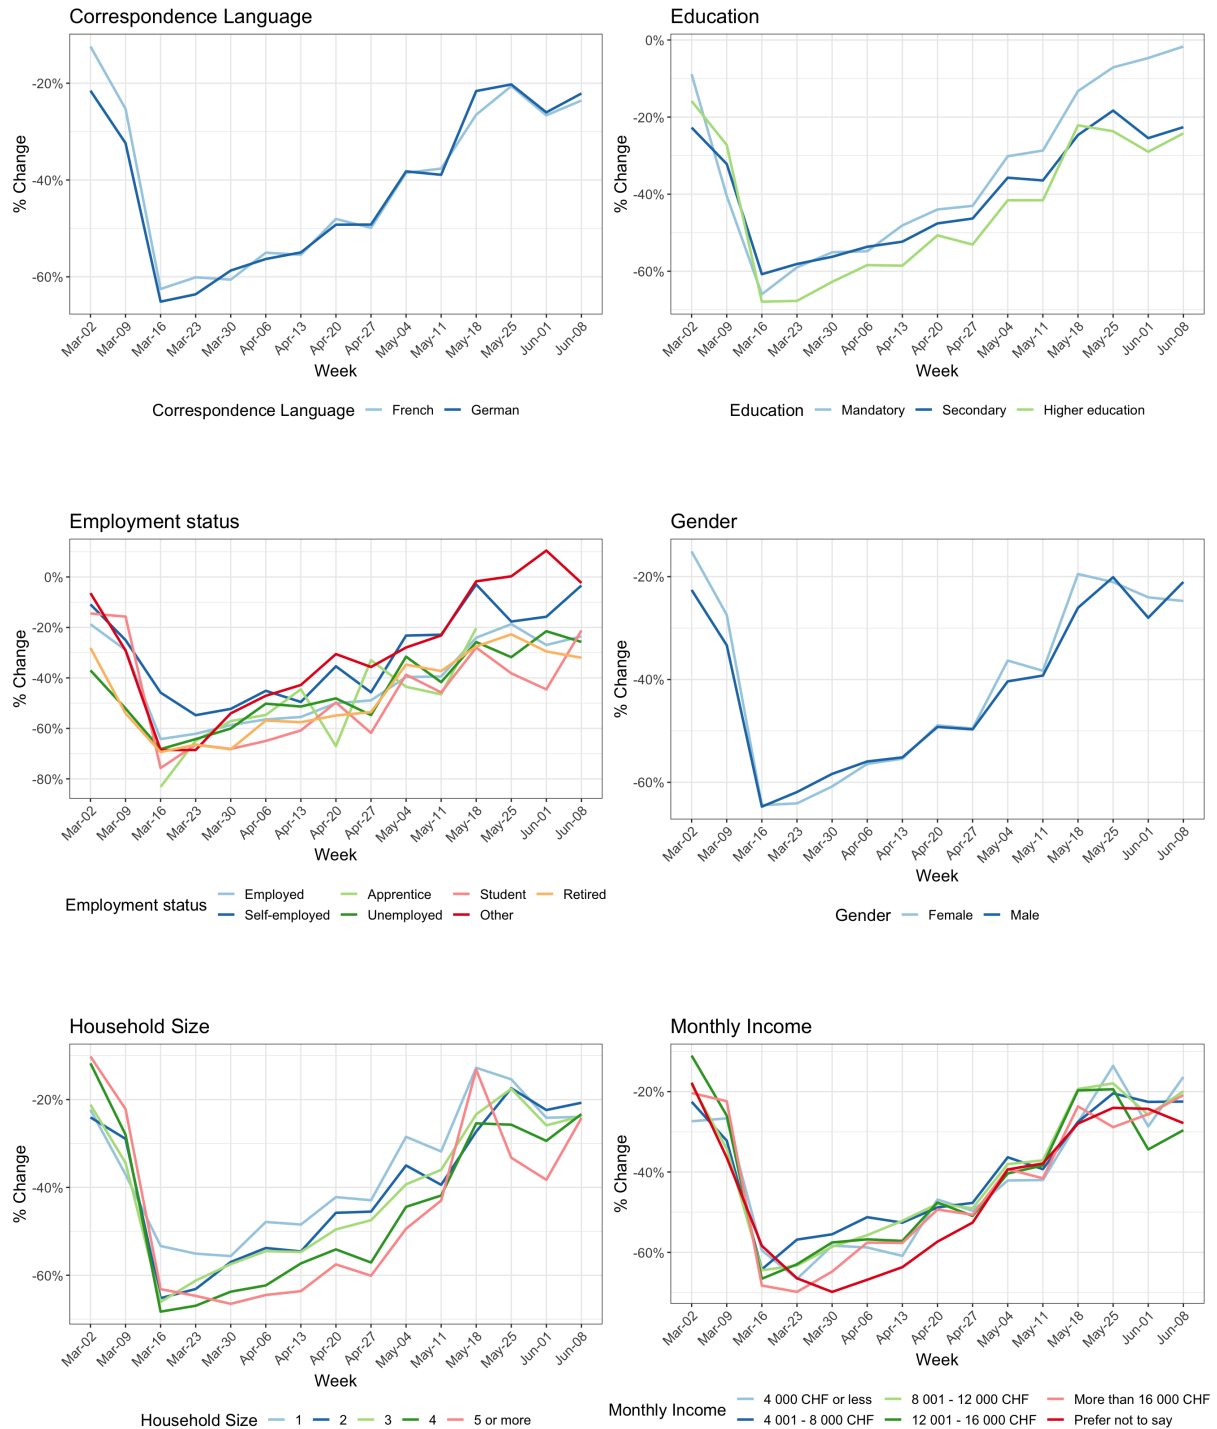 Correspondence Language
% Change
-20%
-40%
-60%
Mar-02 Mar-09 Mar-16 Mar-23 Mar-30 Apr-06 Apr-13 Apr-20 Apr-27 May-04 May-11 May-18 May-25 Jun-01 Jun-08
Week
Correspondence Language French German
Education
% Change
0%
-20%
-40%
-60%
Mar-02 Mar-09 Mar-16 Mar-23 Mar-30 Apr-06 Apr-13 Apr-20 Apr-27 May-04 May-11 May-18 May-25 Jun-01 Jun-08
Week
Education Mandatory Secondary Higher education
Employment status
% Change
0%
-20%
-40%
-60%
-80%
Mar-02 Mar-09 Mar-16 Mar-23 Mar-30 Apr-06 Apr-13 Apr-20 Apr-27 May-04 May-11 May-18 May-25 Jun-01 Jun-08
Week
Employment status
Employed Apprentice Student Retired
Self-employed Unemployed Other
Gender
% Change
-20%
-40%
-60%
Mar-02 Mar-09 Mar-16 Mar-23 Mar-30 Apr-06 Apr-13 Apr-20 Apr-27 May-04 May-11 May-18 May-25 Jun-01 Jun-08
Week
Gender Female Male
Household Size
% Change
-20%
-40%
-60%
Mar-02 Mar-09 Mar-16 Mar-23 Mar-30 Apr-06 Apr-13 Apr-20 Apr-27 May-04 May-11 May-18 May-25 Jun-01 Jun-08
Week
Household Size 1 2 3 4 5 or more
Monthly Income
% Change
-20%
-40%
-60%
Mar-02 Mar-09 Mar-16 Mar-23 Mar-30 Apr-06 Apr-13 Apr-20 Apr-27 May-04 May-11 May-18 May-25 Jun-01 Jun-08
Week
Monthly Income
4 000 CHF or less 8 001 - 12 000 CHF More than 16 000 CHF
4 001 - 8 000 CHF 12 001 - 16 000 CHF Prefer not to say